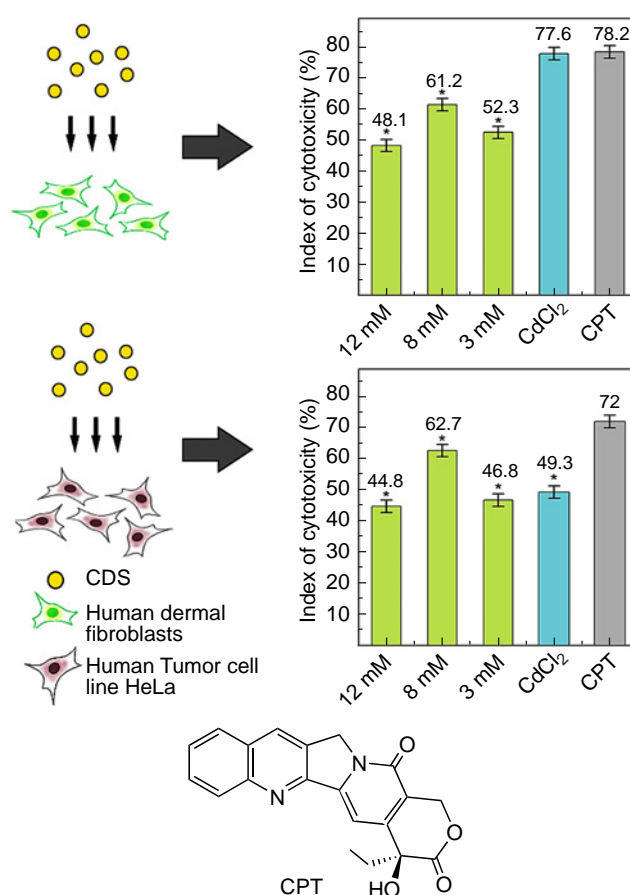 Index of cytotoxicity (%)
80
70
60
50
40
30
20
10
48.1
*
61.2
*
52.3
*
77.6
78.2
12 mM
8 mM
3 mM
CdCl₂
CPT
Index of cytotoxicity (%)
90
80
70
60
50
40
30
20
10
44.8
*
62.7
*
46.8
*
49.3
*
72
12 mM
8 mM
3 mM
CdCl₂
CPT
CDS
Human dermal
fibroblasts
Human Tumor cell
line HeLa
O
N
N
O
O
HO
CPT